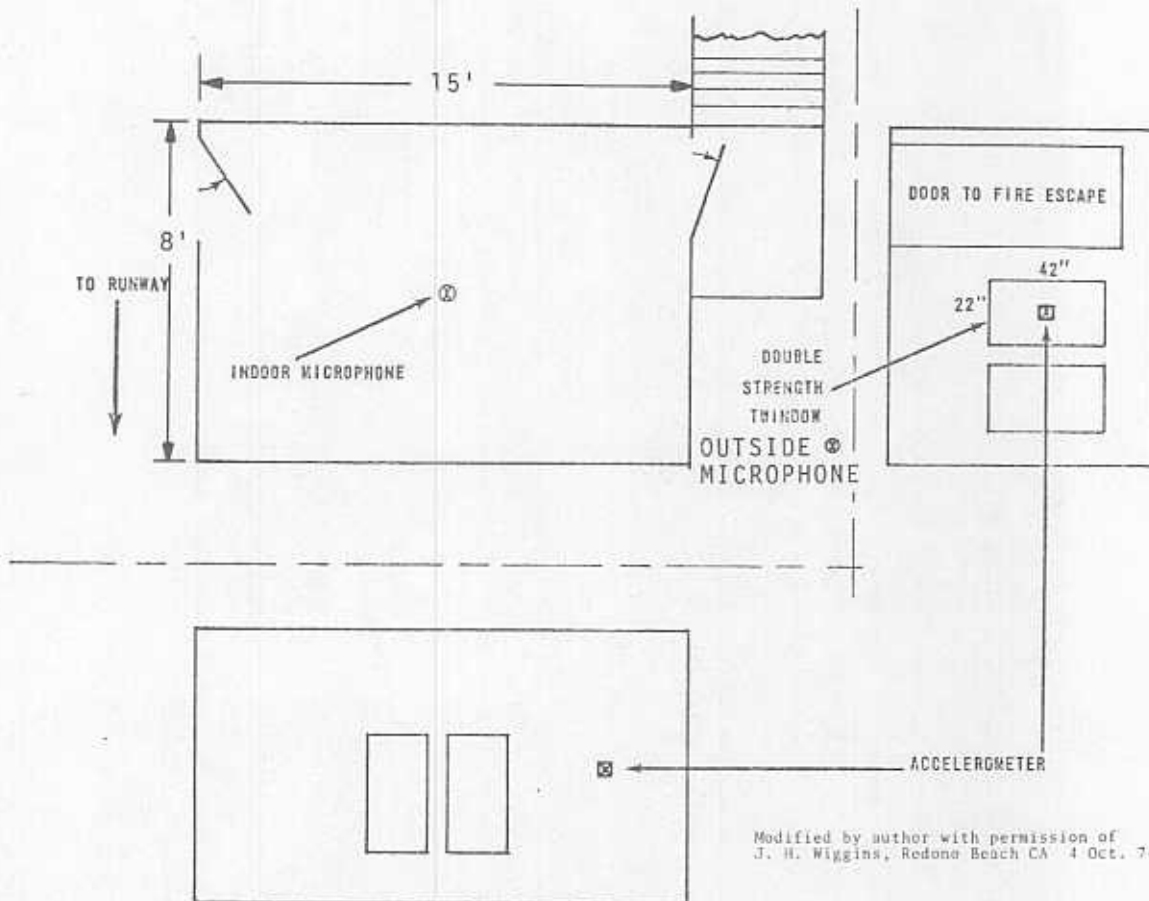 15'
8'
TO RUNWAY
INDOOR MICROPHONE
DOOR TO FIRE ESCAPE
42"
22"
DOUBLE
STRENGTH
TWINDOW
OUTSIDE
MICROPHONE
ACCELEROMETER
Modified by author with permission of
J. H. Wiggins, Redono Beach CA 4 Oct. 7